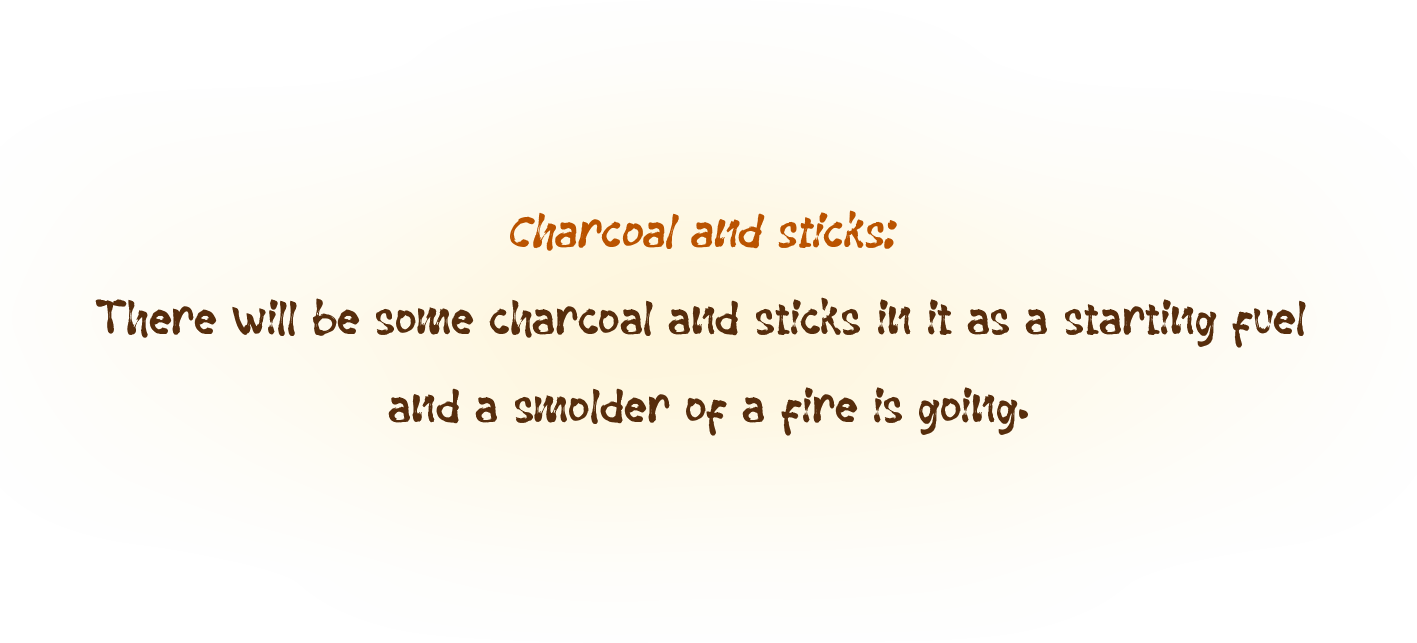 Charcoal and sticks:
There will be some charcoal and sticks in it as a starting fuel
and a smolder of a fire is going.